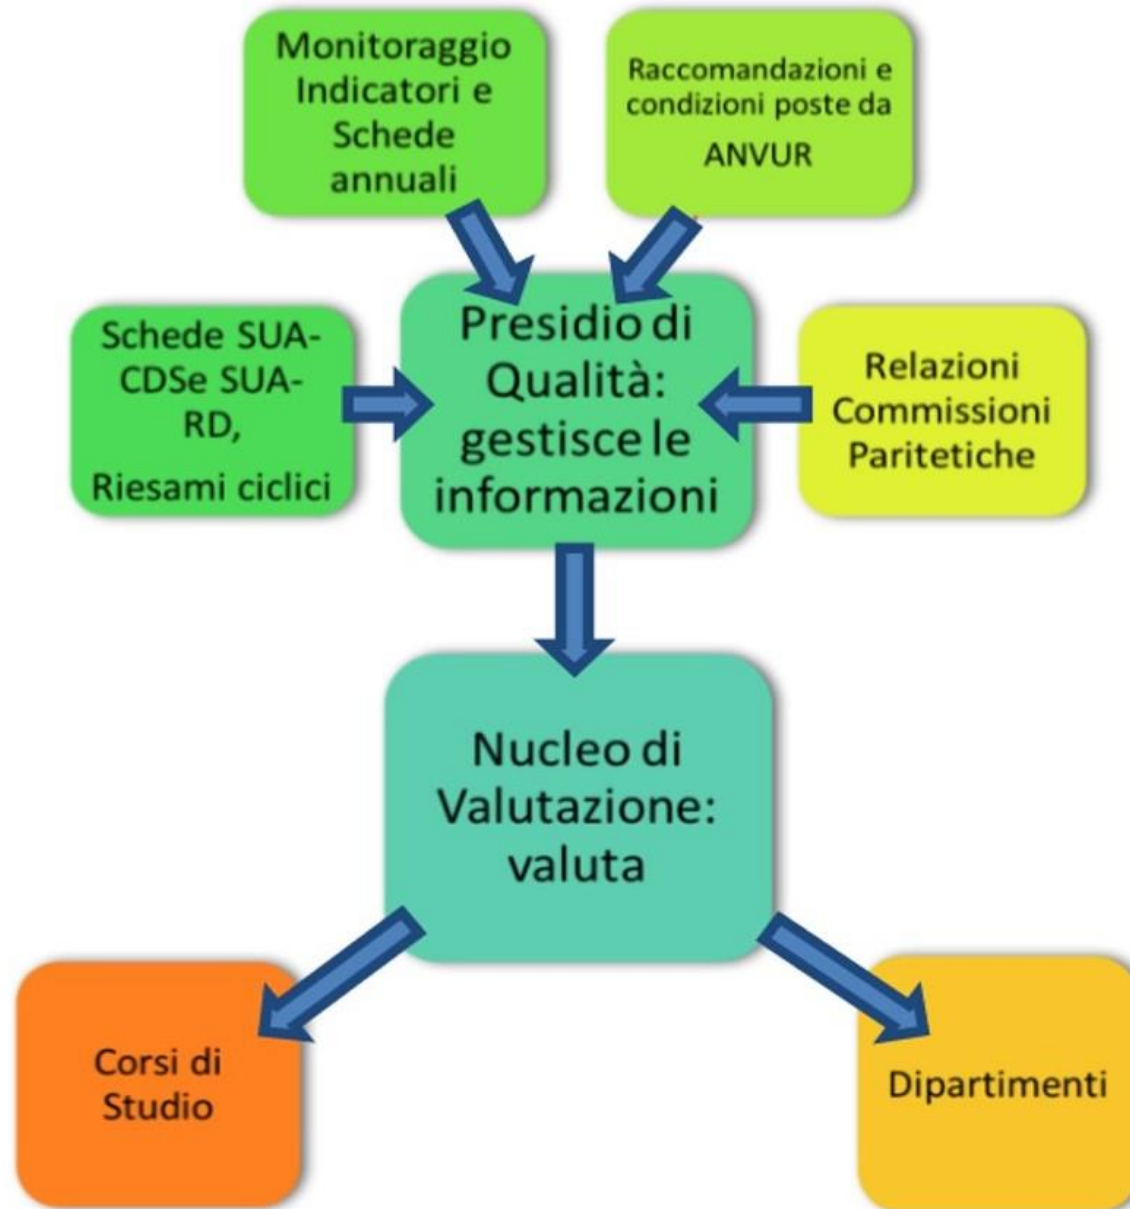 Monitoraggio
Indicatori e
Schede
annuali
Raccomandazioni e
condizioni poste da
ANVUR
Schede SUA-
CDSe SUA-
RD,
Riesami ciclici
Presidio di
Qualità:
gestisce le
informazioni
Relazioni
Commissioni
Paritetiche
Nucleo di
Valutazione:
valuta
Corsi di
Studio
Dipartimenti